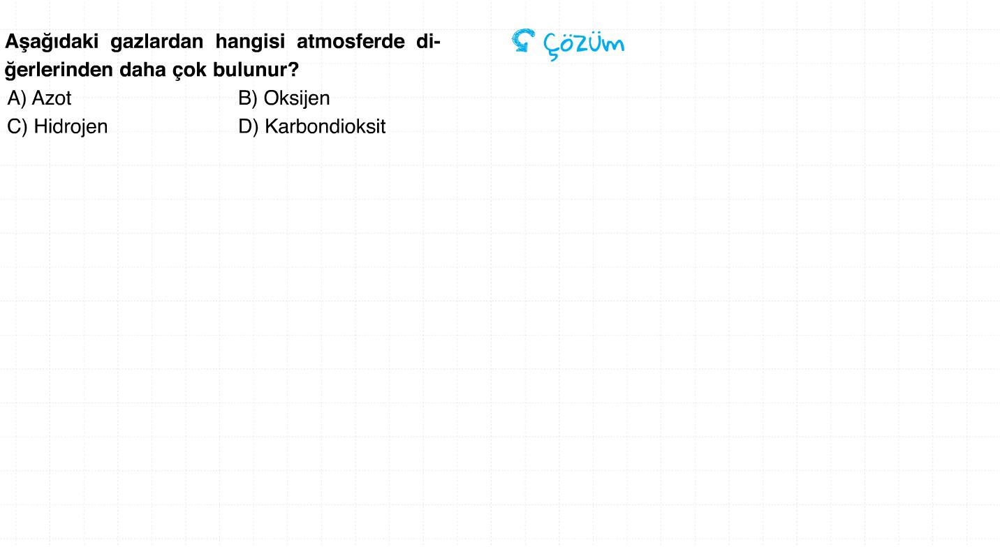 Aşağıdaki gazlardan hangisi atmosferde di-
ğerlerinden daha çok bulunur?
A) Azot B) Oksijen
C) Hidrojen D) Karbondioksit
ÇÖZÜm